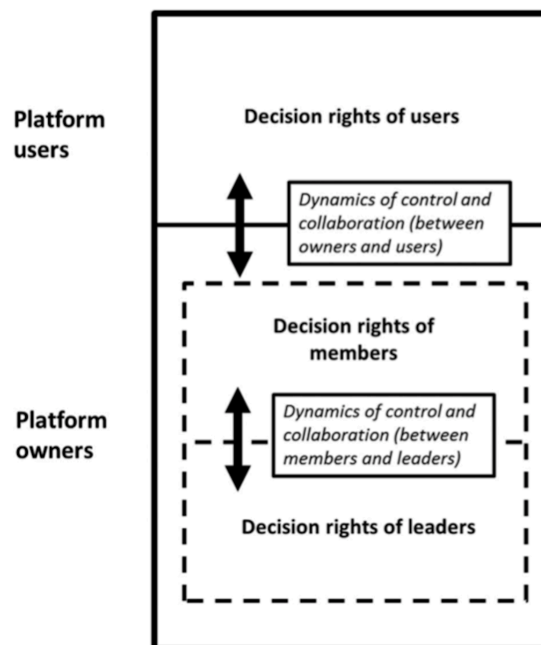 Platform
users
Decision rights of users
Dynamics of control and
collaboration (between
owners and users)
Decision rights of
members
Platform
owners
Dynamics of control and
collaboration (between
members and leaders)
Decision rights of leaders